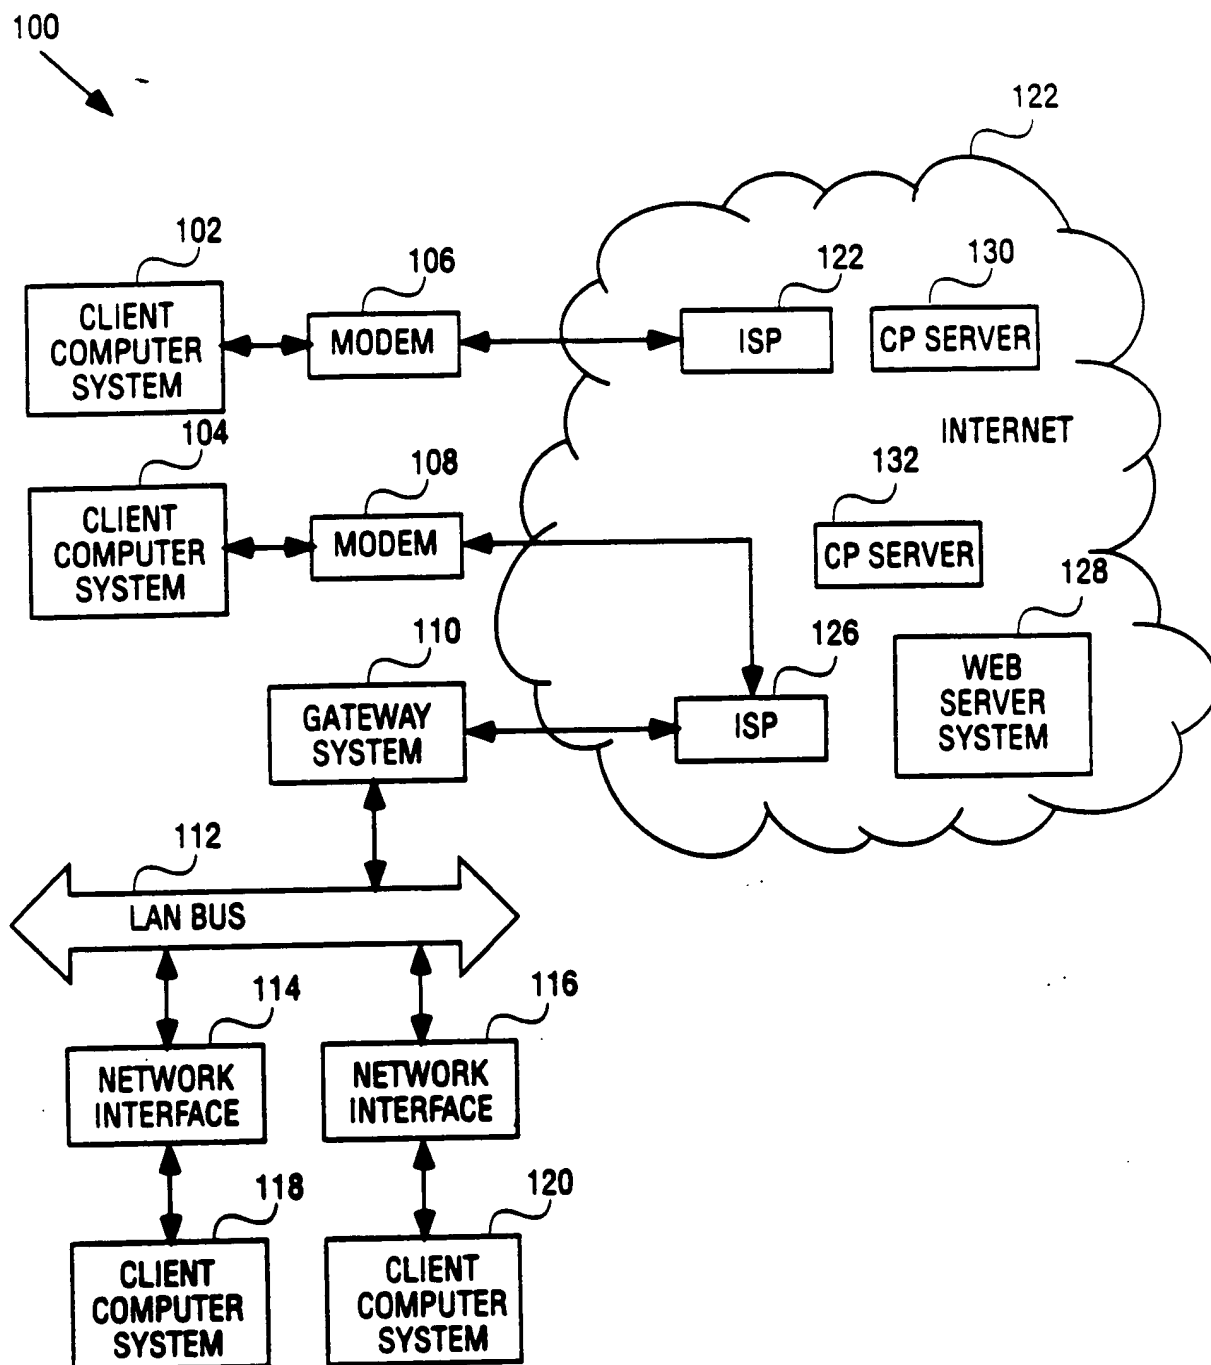 100
122
102
106
122
130
CLIENT
COMPUTER
SYSTEM
MODEM
ISP
CP SERVER
INTERNET
104
108
132
CLIENT
COMPUTER
SYSTEM
MODEM
CP SERVER
128
110
126
GATEWAY
SYSTEM
ISP
WEB
SERVER
SYSTEM
112
LAN BUS
114
116
NETWORK
INTERFACE
NETWORK
INTERFACE
118
120
CLIENT
COMPUTER
SYSTEM
CLIENT
COMPUTER
SYSTEM